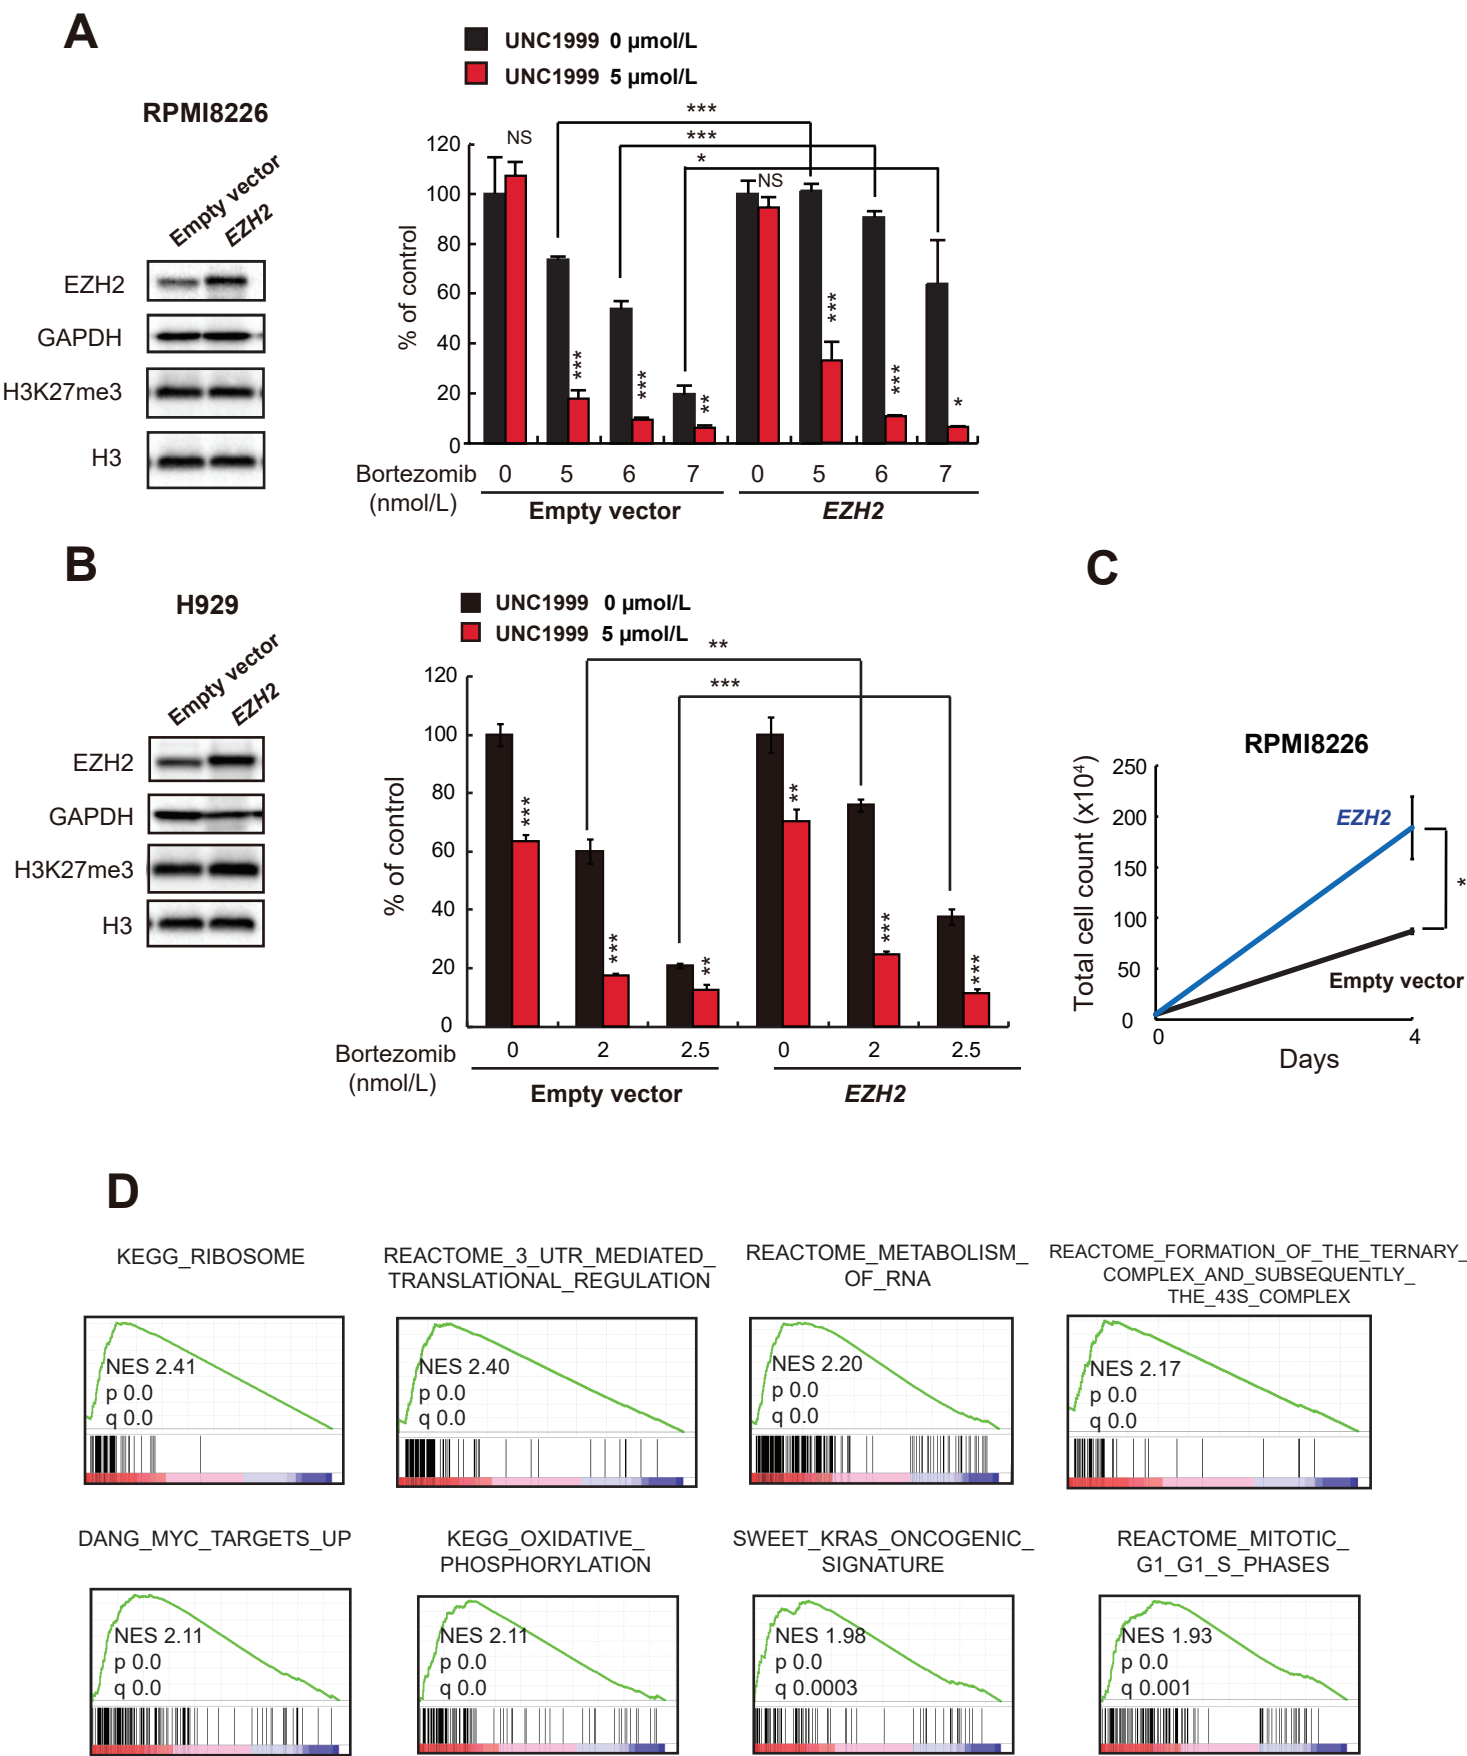 A
UNC1999 0 µmol/L
UNC1999 5 µmol/L
RPMI8226
Empty vector
EZH2
EZH2
GAPDH
H3K27me3
H3
% of control
120
100
80
60
40
20
0
NS
***
***
*
NS
***
***
**
***
***
*
Bortezomib
(nmol/L)
0 5 6 7 0 5 6 7
Empty vector
EZH2
B
H929
Empty vector
EZH2
EZH2
GAPDH
H3K27me3
H3
UNC1999 0 µmol/L
UNC1999 5 µmol/L
% of control
120
100
80
60
40
20
0
**
***
***
***
**
**
***
***
Bortezomib
(nmol/L)
0 2 2.5 0 2 2.5
Empty vector
EZH2
C
RPMI8226
Total cell count (x10⁴)
250
200
150
100
50
0
EZH2
Empty vector
*
0 4
Days
D
KEGG_RIBOSOME
NES 2.41
p 0.0
q 0.0
REACTOME_3_UTR_MEDIATED_
TRANSLATIONAL_REGULATION
NES 2.40
p 0.0
q 0.0
REACTOME_METABOLISM_
OF_RNA
NES 2.20
p 0.0
q 0.0
REACTOME_FORMATION_OF_THE_TERNARY_
COMPLEX_AND_SUBSEQUENTLY_
THE_43S_COMPLEX
NES 2.17
p 0.0
q 0.0
DANG_MYC_TARGETS_UP
NES 2.11
p 0.0
q 0.0
KEGG_OXIDATIVE_
PHOSPHORYLATION
NES 2.11
p 0.0
q 0.0
SWEET_KRAS_ONCOGENIC_
SIGNATURE
NES 1.98
p 0.0
q 0.0003
REACTOME_MITOTIC_
G1_G1_S_PHASES
NES 1.93
p 0.0
q 0.001